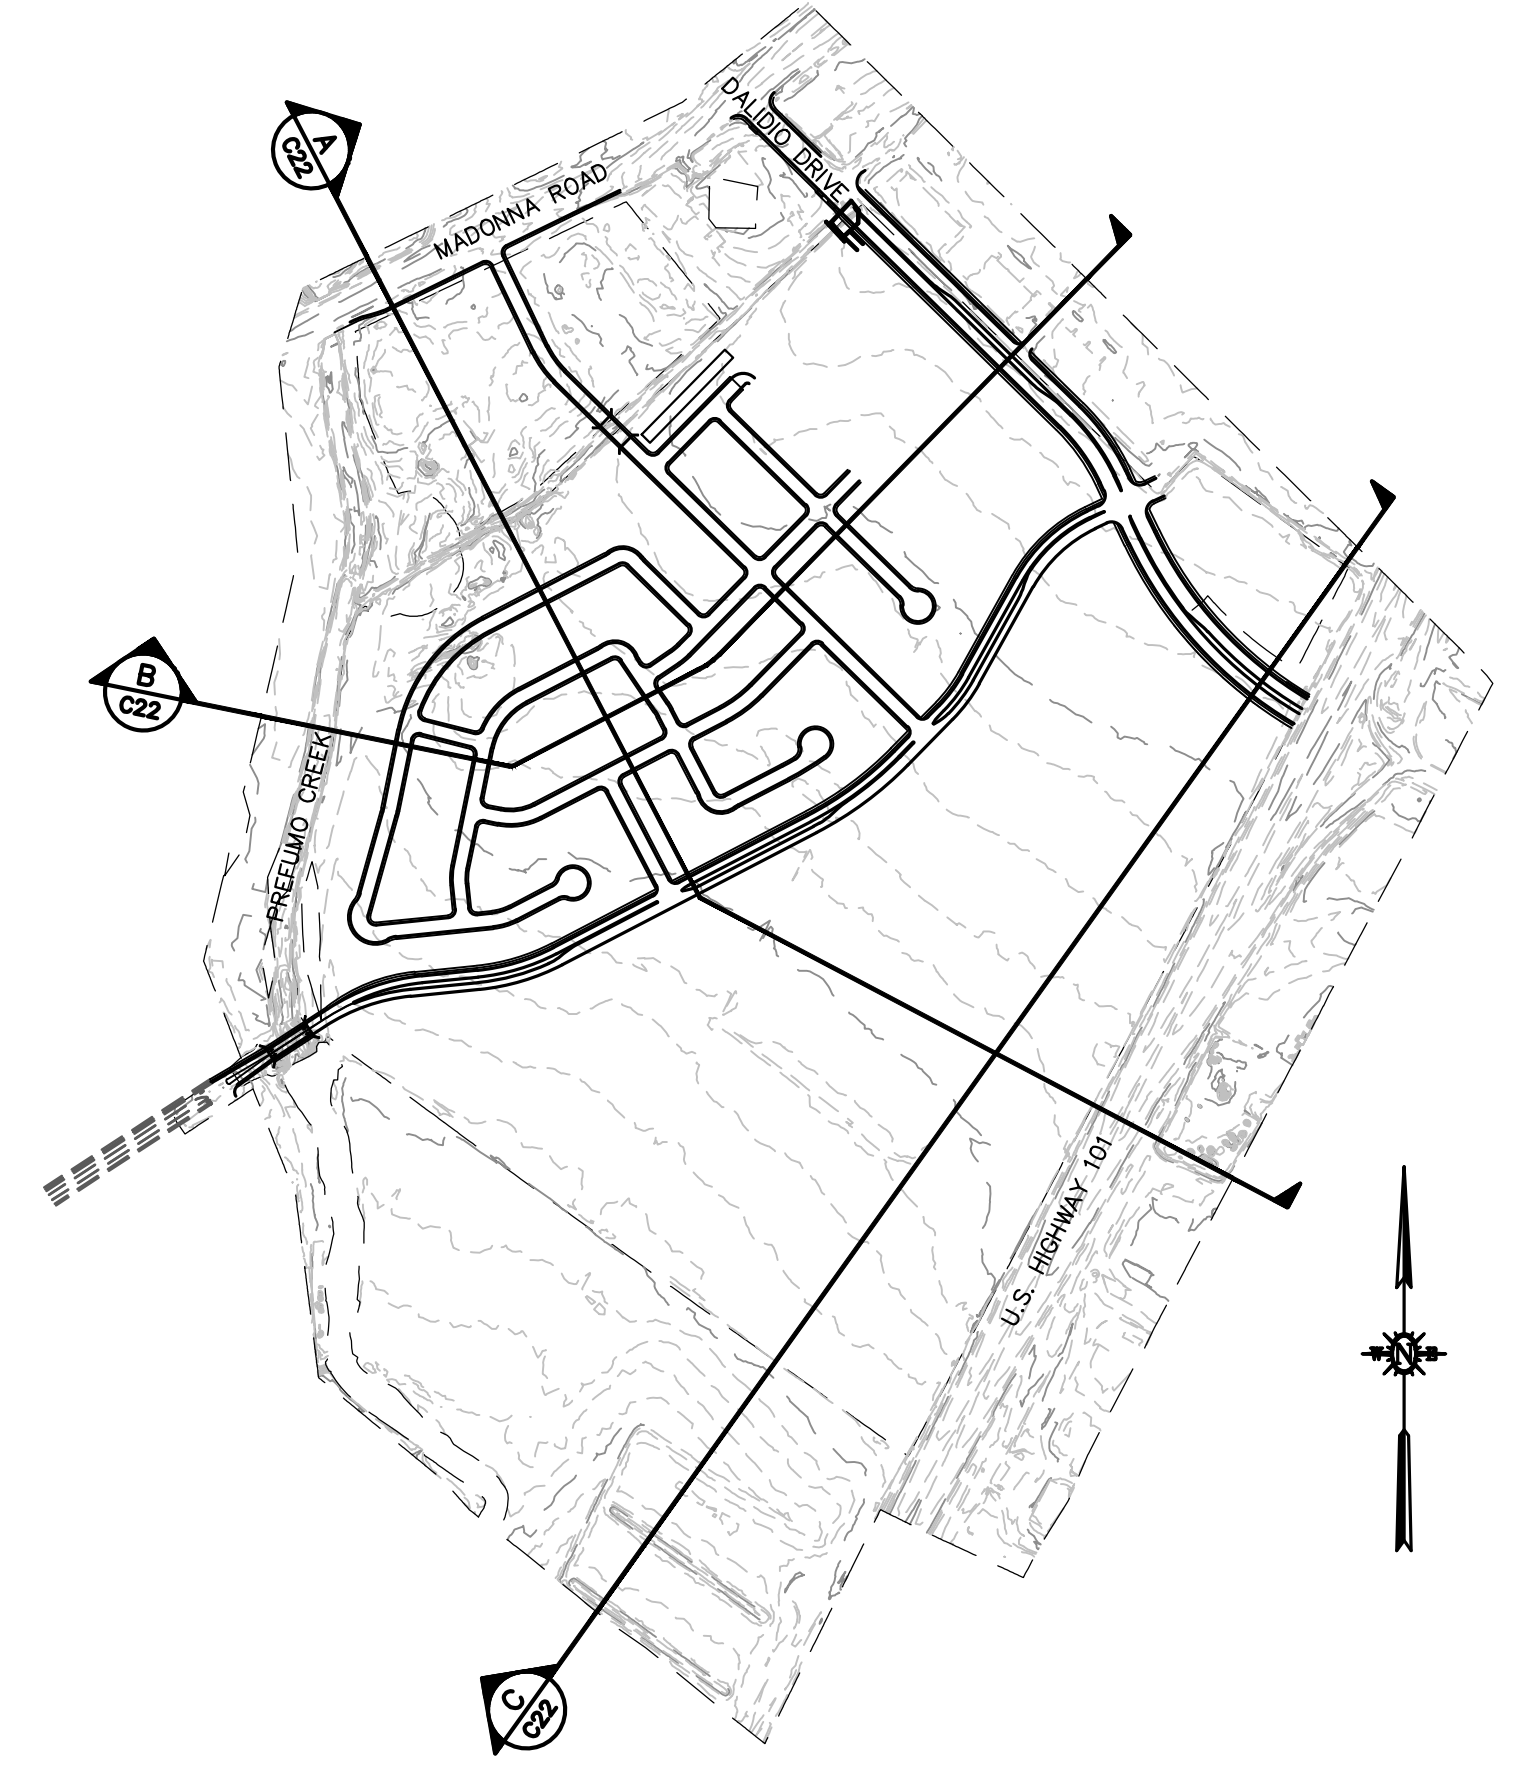 DALIDIO DRIVE
A
C22
MADONNA ROAD
B
C22
PREFUMO CREEK
U.S. HIGHWAY 101
W N E
C
C22